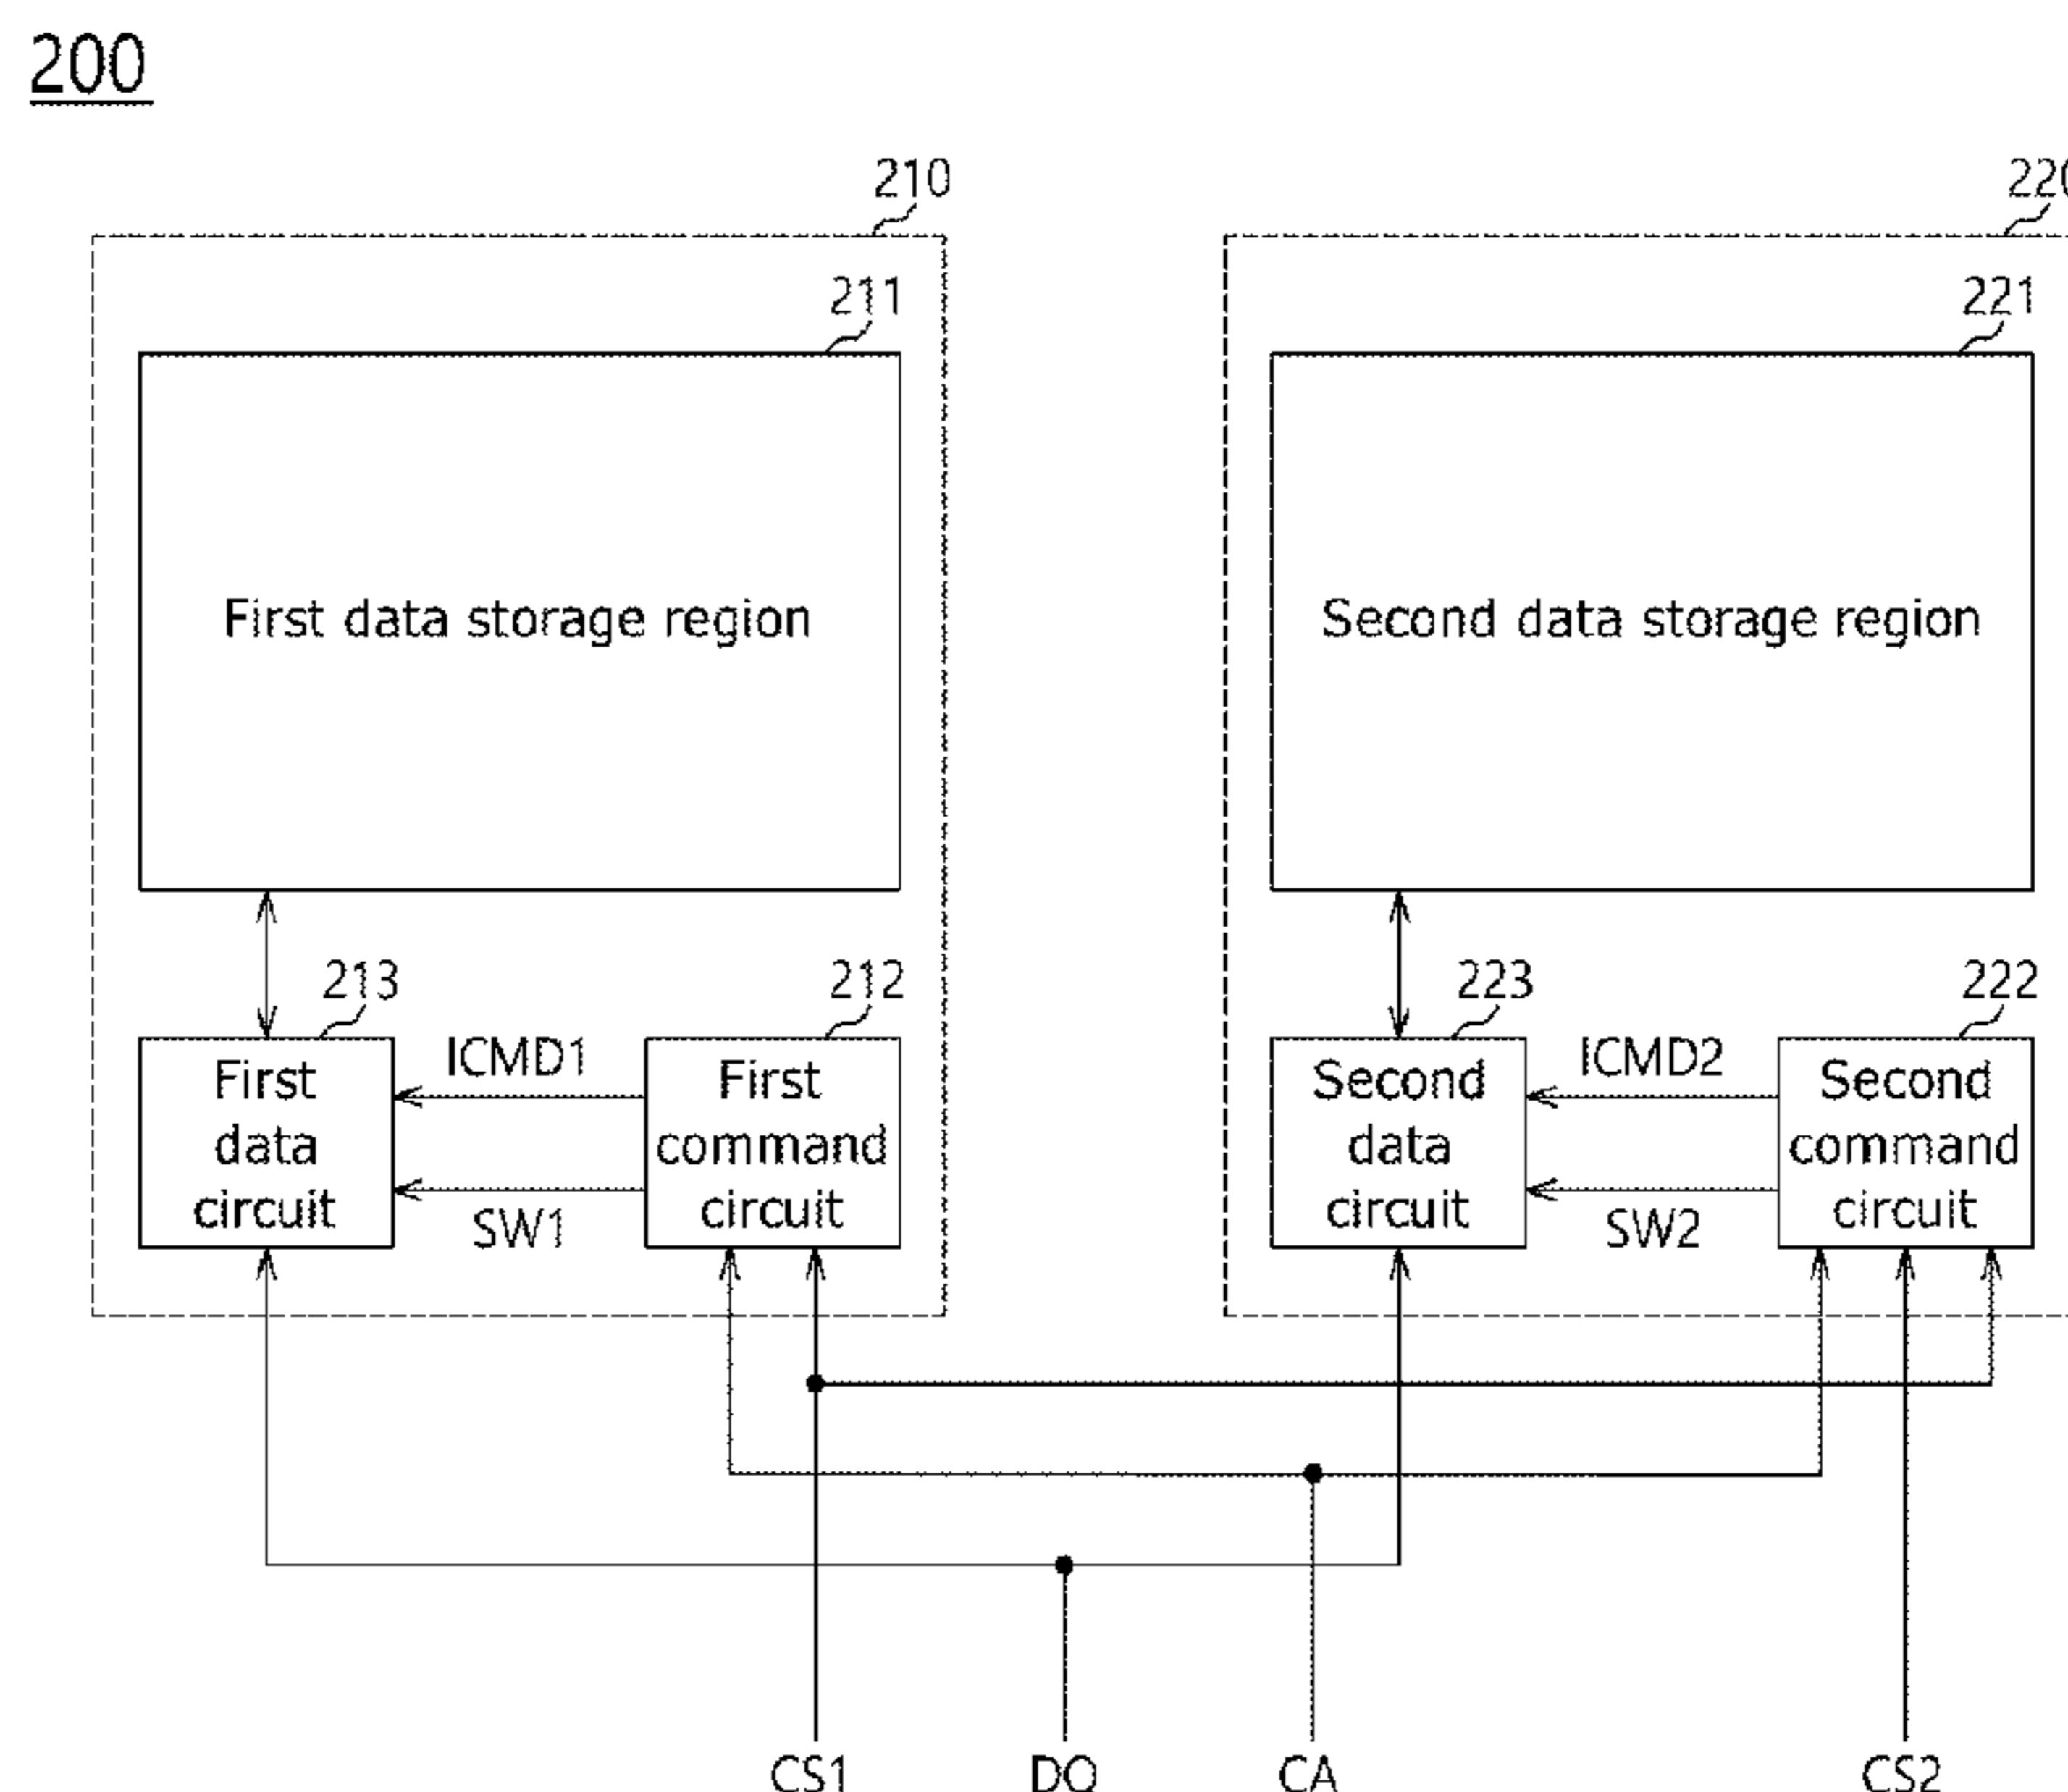 200
210
220
211
221
First data storage region
Second data storage region
213
212
223
222
First
data
circuit
ICMD1
SW1
First
command
circuit
Second
data
circuit
ICMD2
SW2
Second
command
circuit
CS1
CA
CS2